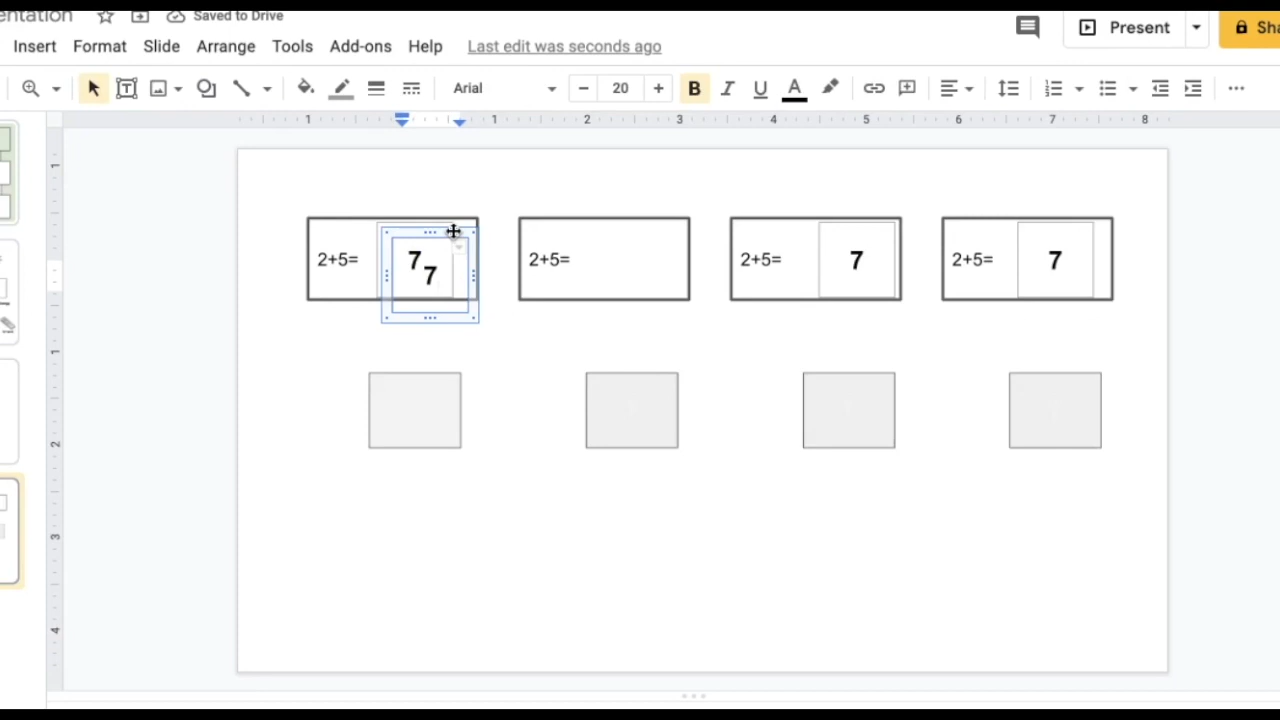 entation Saved to Drive
Insert Format Slide Arrange Tools Add-ons Help Last edit was seconds ago Present Sha
Arial 20 B I U A
1 1 2 3 4 5 6 7 8
1
2+5= 7 7
2+5=
2+5= 7
2+5= 7
1
2
3
4